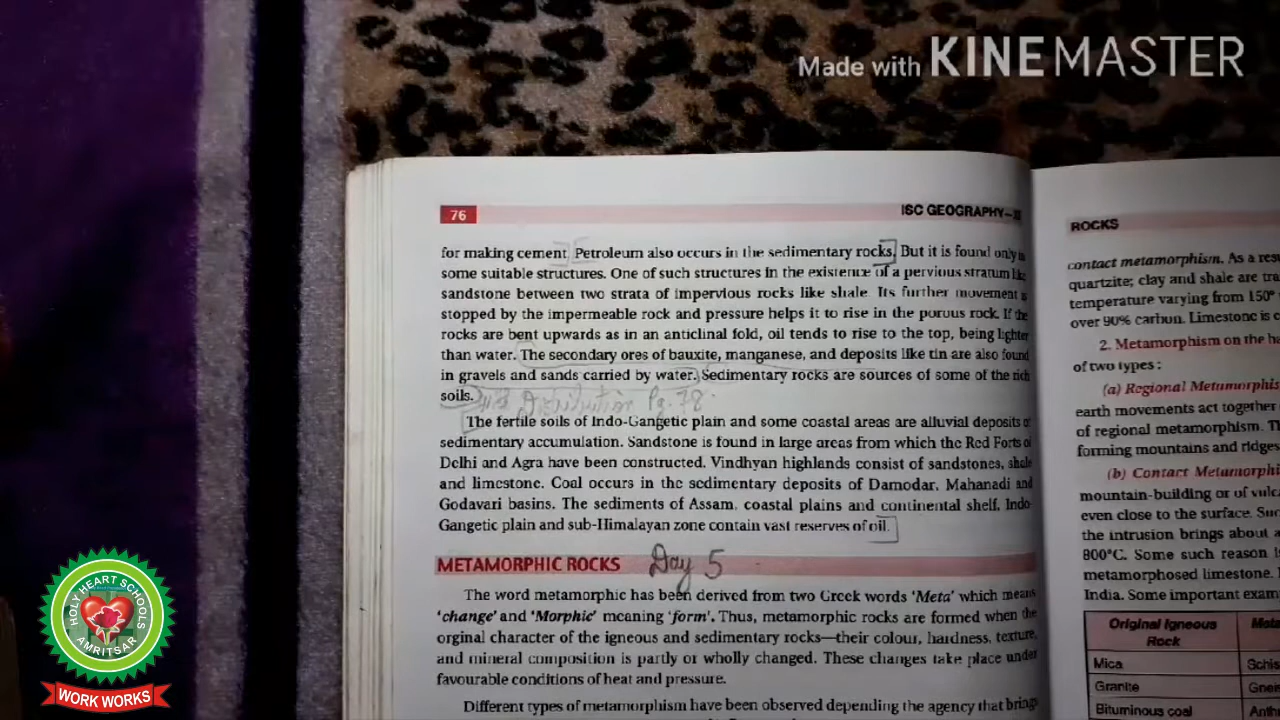 Made with KINEMASTER
76
ISC GEOGRAPHY–
for making cement. Petroleum also occurs in the sedimentary rocks. But it is found only in
some suitable structures. One of such structures in the existence of a pervious stratum like
sandstone between two strata of impervious rocks like shale. Its further movement is
stopped by the impermeable rock and pressure helps it to rise in the porous rock. If the
rocks are bent upwards as in an anticlinal fold, oil tends to rise to the top, being lighter
than water. The secondary ores of bauxite, manganese, and deposits like tin are also found
in gravels and sands carried by water. Sedimentary rocks are sources of some of the rich
soils.
Distribution Pg. 78
The fertile soils of Indo-Gangetic plain and some coastal areas are alluvial deposits or
sedimentary accumulation. Sandstone is found in large areas from which the Red Forts of
Delhi and Agra have been constructed. Vindhyan highlands consist of sandstones, shale
and limestone. Coal occurs in the sedimentary deposits of Damodar, Mahanadi and
Godavari basins. The sediments of Assam, coastal plains and continental shelf, Indo-
Gangetic plain and sub-Himalayan zone contain vast reserves of oil.
METAMORPHIC ROCKS Day 5
The word metamorphic has been derived from two Greek words 'Meta' which means
'change' and 'Morphic' meaning 'form'. Thus, metamorphic rocks are formed when the
orginal character of the igneous and sedimentary rocks—their colour, hardness, texture,
and mineral composition is partly or wholly changed. These changes take place under
favourable conditions of heat and pressure.
Different types of metamorphism have been observed depending the agency that brings
ROCKS
contact metamorphism. As a
quartzite; clay and shale are
temperature varying from 150°
over 90% carbon. Limestone is
2. Metamorphism on the
of two types :
(a) Regional
earth movements act together
of regional metamorphism.
forming mountains and ridges
(b) Contact
mountain-building or of
even close to the surface.
the intrusion brings about
800°C. Some such reason
metamorphosed limestone.
India. Some important
Original Igneous
Rock
Mica
Granite
Bituminous coal
HOLY HEART SCHOOLS
AMRITSAR
WORK WORKS